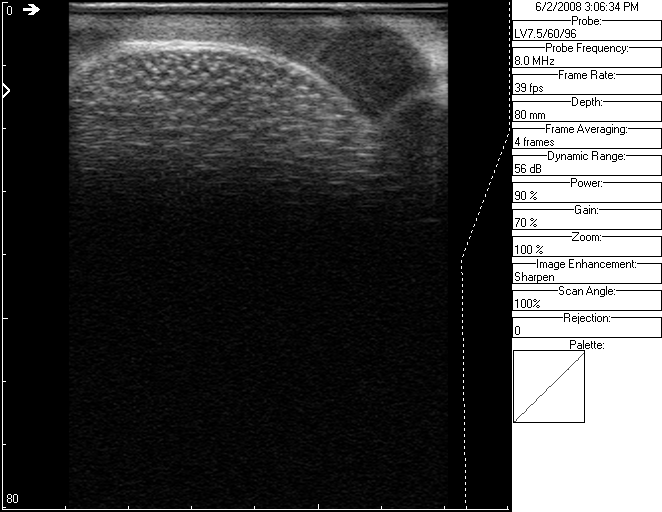 0
80
6/2/2008 3:06:34 PM
Probe:
LV7.5/60/96
Probe Frequency:
8.0 MHz
Frame Rate:
39 fps
Depth:
80 mm
Frame Averaging:
4 frames
Dynamic Range:
56 dB
Power:
90 %
Gain:
70 %
Zoom:
100 %
Image Enhancement:
Sharpen
Scan Angle:
100%
Rejection:
0
Palette: